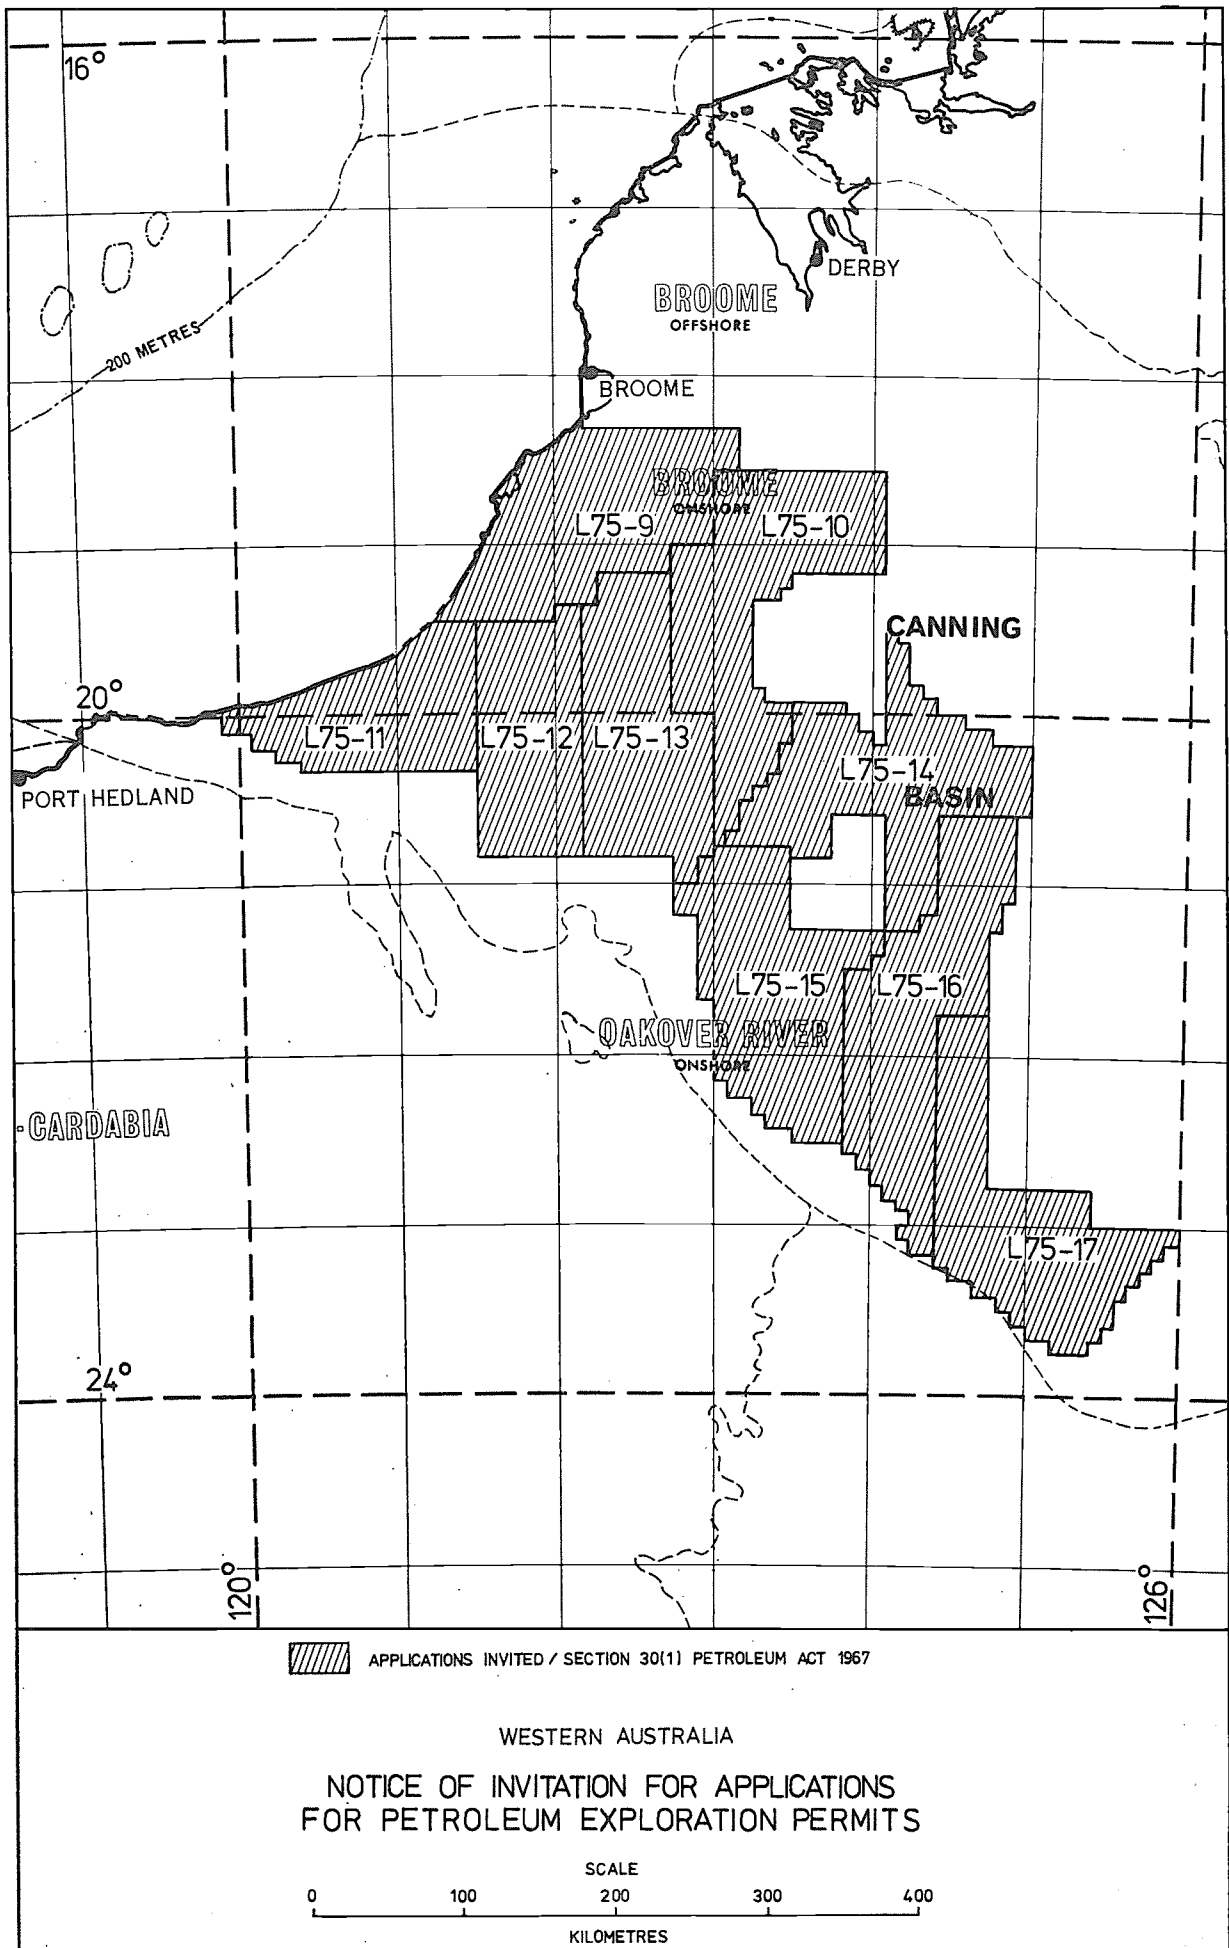 16°
DERBY
BROOME
OFFSHORE
200 METRES
BROOME
BROOME
ONSHORE
L75-9
L75-10
CANNING
20°
L75-11
L75-12
L75-13
L75-14
BASIN
PORT HEDLAND
L75-15
L75-16
OAKOVER RIVER
ONSHORE
CARDABIA
L75-17
24°
120°
126°
APPLICATIONS INVITED / SECTION 30(1) PETROLEUM ACT 1967
WESTERN AUSTRALIA
NOTICE OF INVITATION FOR APPLICATIONS
FOR PETROLEUM EXPLORATION PERMITS
SCALE
0 100 200 300 400
KILOMETRES